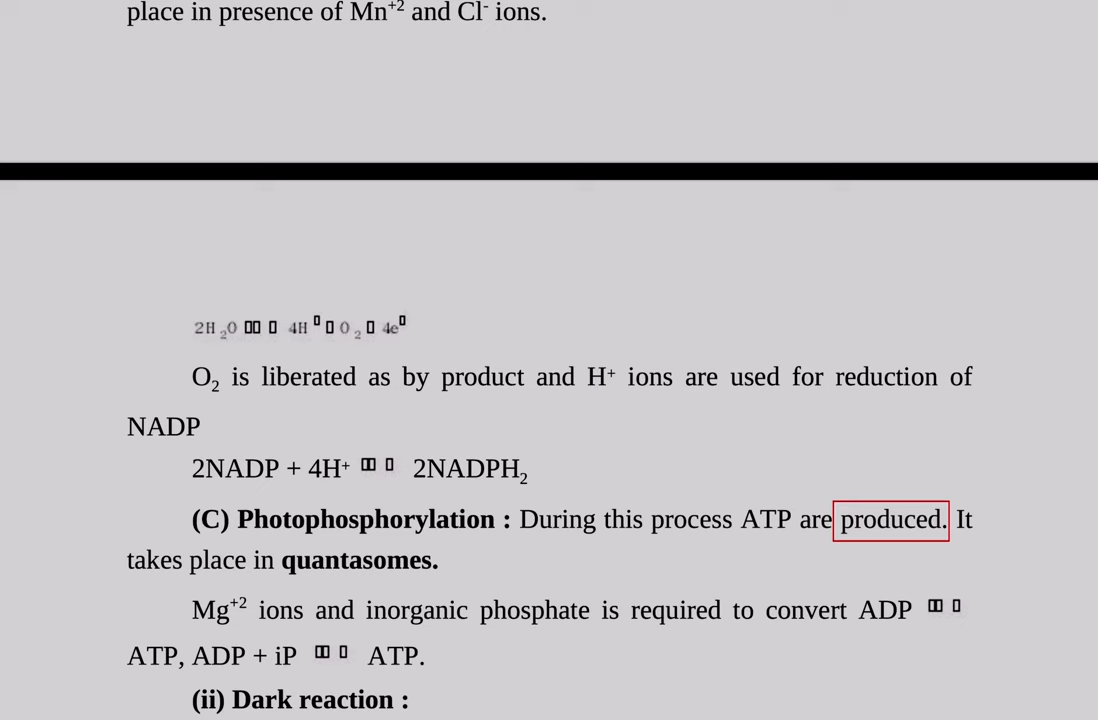 place in presence of Mn+2 and Cl- ions.
2H2O ▯▯ ▯ 4H▯ ▯ O2 ▯ 4e▯
O2 is liberated as by product and H+ ions are used for reduction of
NADP
2NADP + 4H+ ▯▯ ▯ 2NADPH2
(C) Photophosphorylation : During this process ATP are produced. It
takes place in quantasomes.
Mg+2 ions and inorganic phosphate is required to convert ADP ▯▯ ▯
ATP, ADP + iP ▯▯ ▯ ATP.
(ii) Dark reaction :